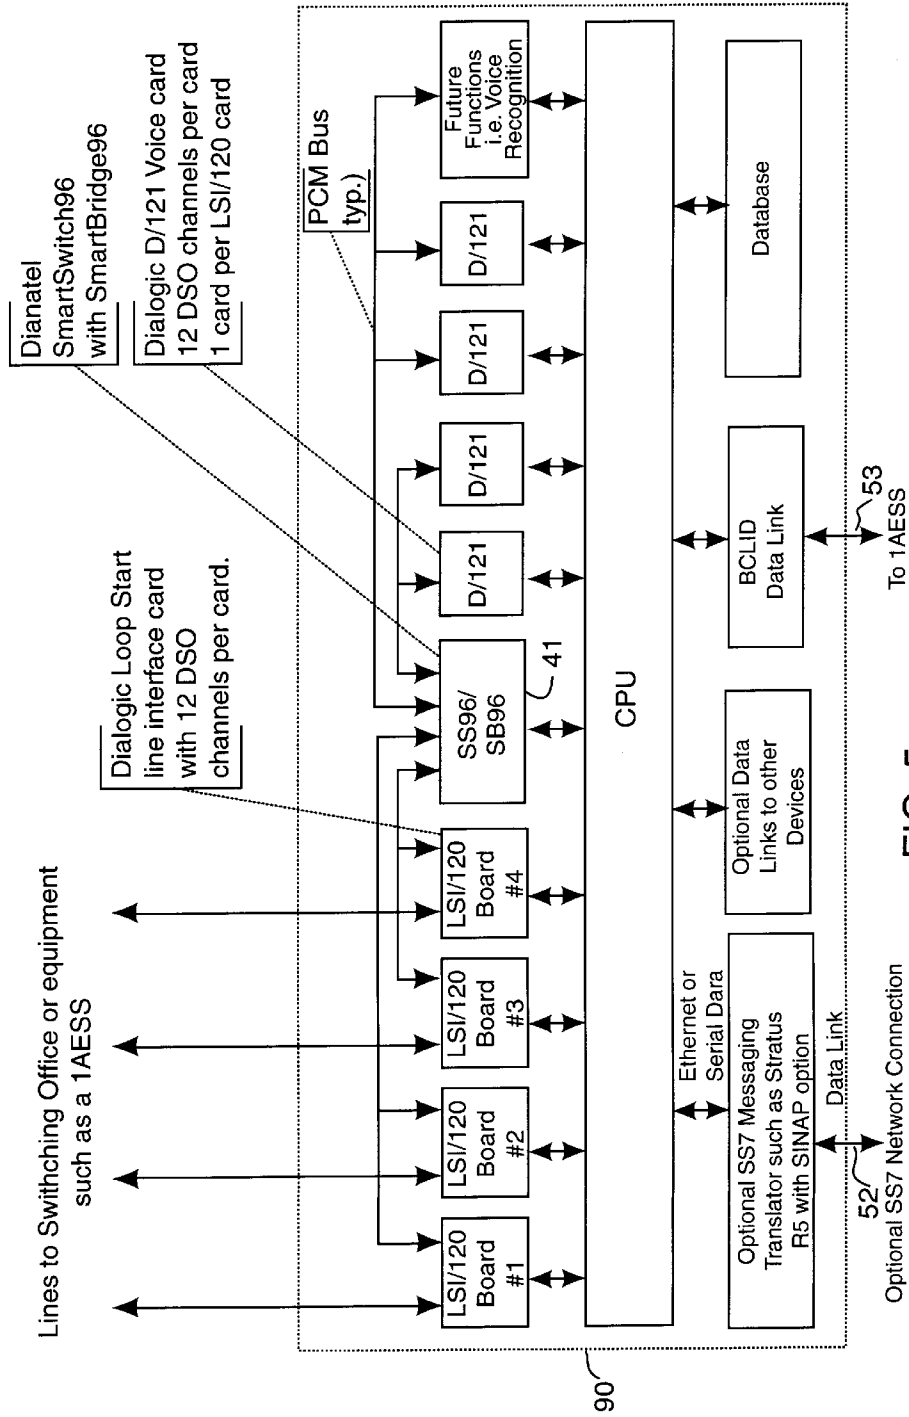 Lines to Swithching Office or equipment
such as a 1AESS
Dialogic Loop Start
line interface card
with 12 DSO
channels per card.
Dianatel
SmartSwitch96
with SmartBridge96
Dialogic D/121 Voice card
12 DSO channels per card
1 card per LSI/120 card
PCM Bus
typ.)
LSI/120
Board
#1
LSI/120
Board
#2
LSI/120
Board
#3
LSI/120
Board
#4
SS96/
SB96
41
D/121
D/121
D/121
D/121
Future
Functions
i.e. Voice
Recognition
CPU
90
Ethernet or
Serial Dara
Optional SS7 Messaging
Translator such as Stratus
R5 with SINAP option
Optional Data
Links to other
Devices
BCLID
Data Link
Database
Data Link
52
Optional SS7 Network Connection
53
To 1AESS